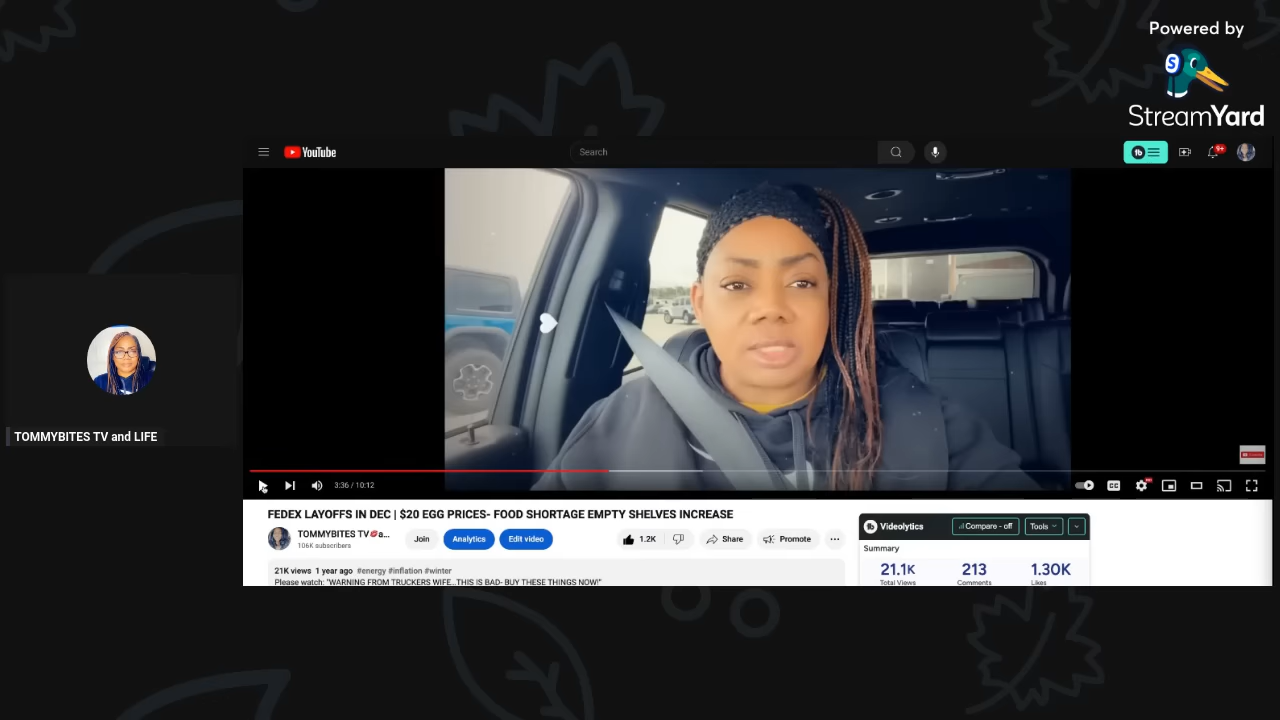 Powered by
StreamYard
YouTube
Search
9+
3:36 / 10:12
CC
FEDEX LAYOFFS IN DEC | $20 EGG PRICES- FOOD SHORTAGE EMPTY SHELVES INCREASE
TOMMYBITES TV💋a...
106K subscribers
Join
Analytics
Edit video
1.2K
Share
Promote
...
21K views 1 year ago #energy #inflation #winter
Please watch: "WARNING FROM TRUCKERS WIFE...THIS IS BAD- BUY THESE THINGS NOW!"
Videolytics
Compare - off
Tools
Summary
21.1K
213
1.30K
Total Views
Comments
Likes
TOMMYBITES TV and LIFE